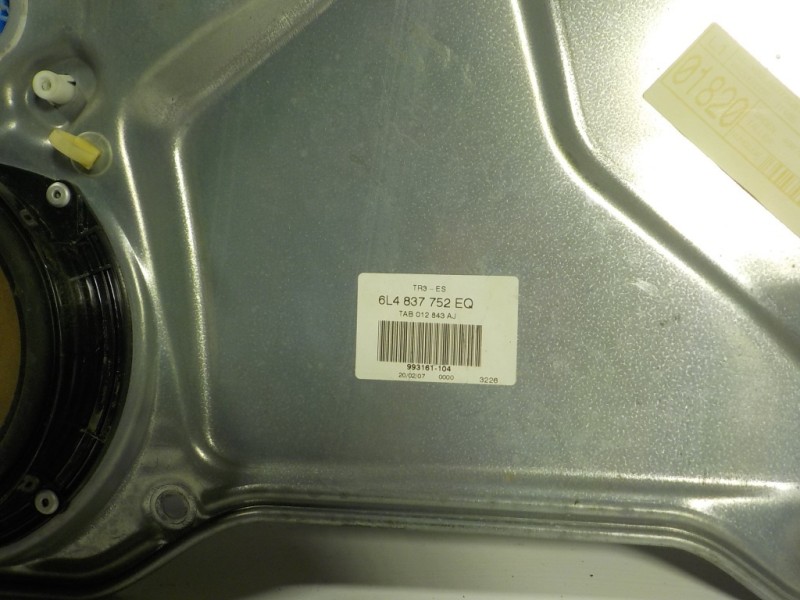 01820
TR3 - ES
6L4 837 752 EQ
TAB 012 843 AJ
993161-104
20/02/07 0000 3226